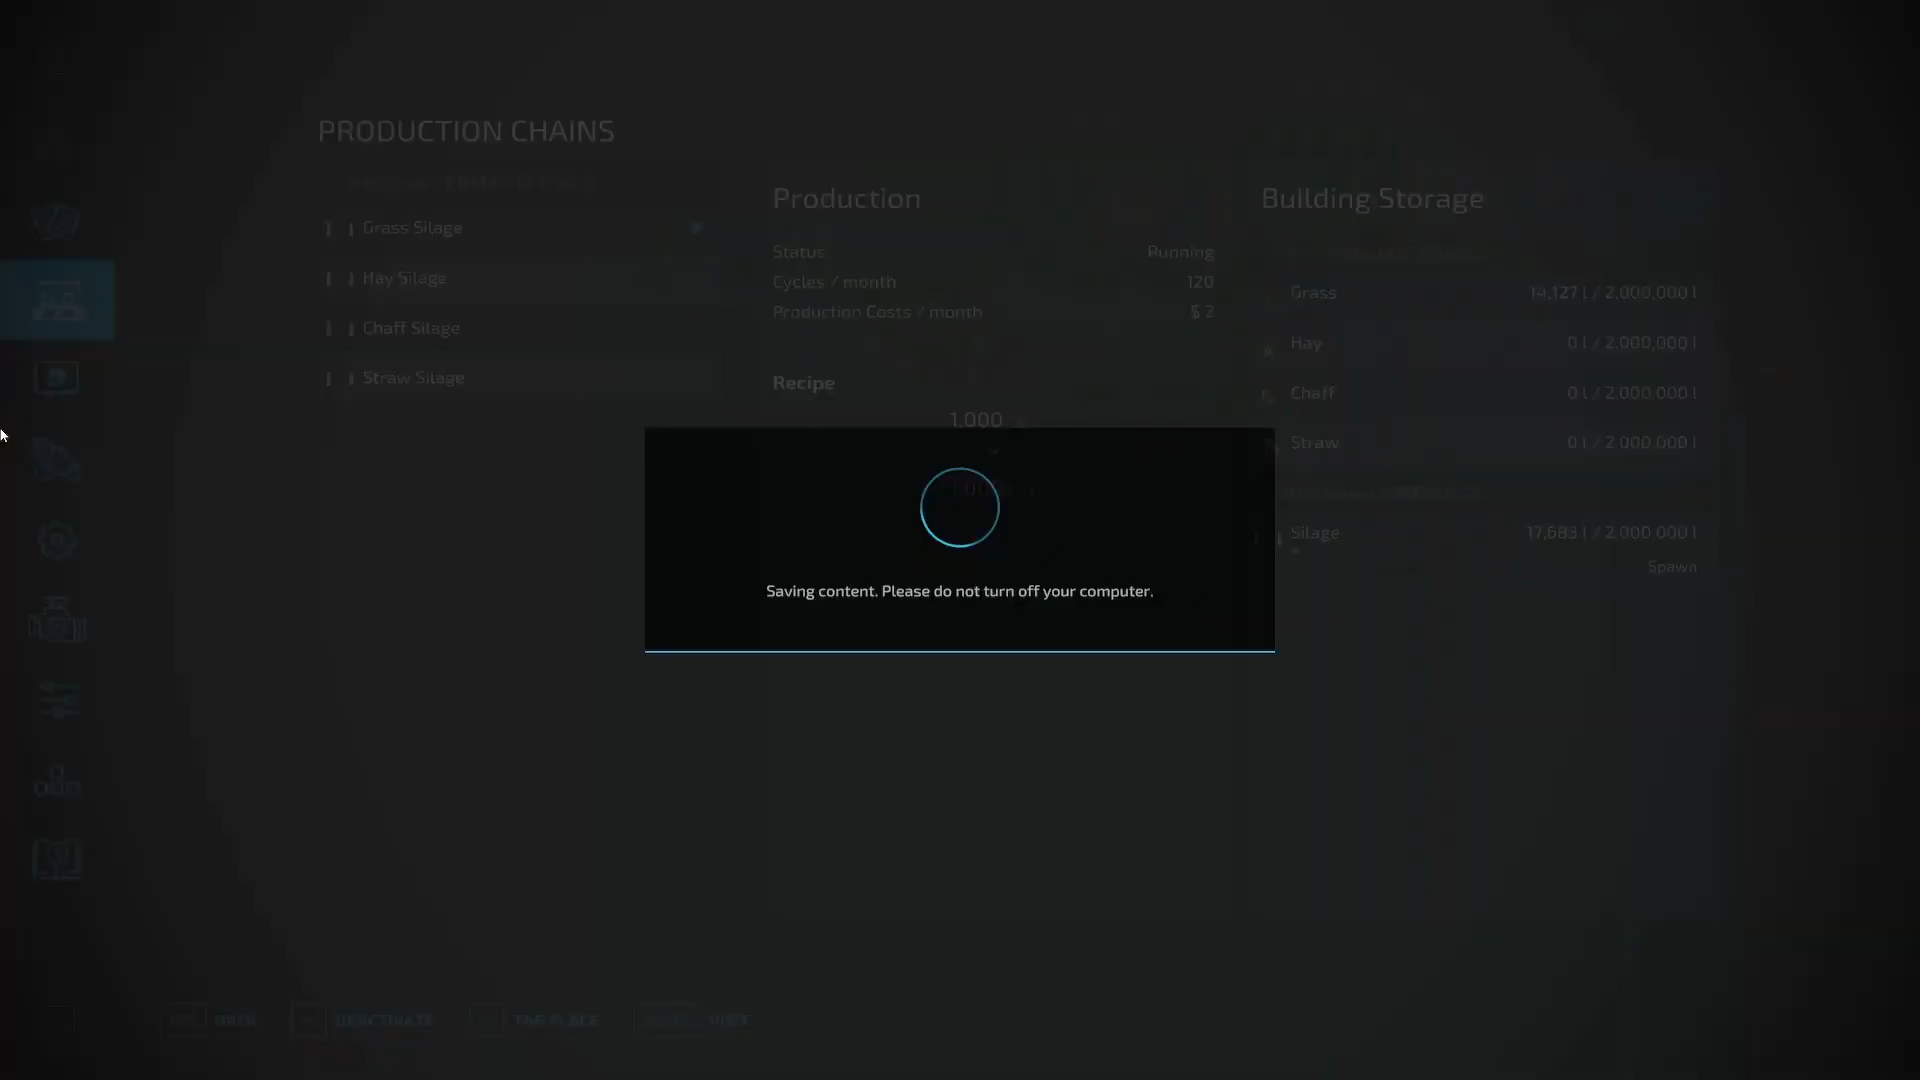 PRODUCTION CHAINS
Grass Silage
Hay Silage
Chaff Silage
Straw Silage
Production
Status Running
Cycles / month 120
Production Costs / month $ 2
Recipe
1,000
Building Storage
Grass 14,127 l / 2,000,000 l
Hay 0 l / 2,000,000 l
Chaff 0 l / 2,000,000 l
Straw 0 l / 2,000,000 l
Silage 17,683 l / 2,000,000 l
Spawn
Saving content. Please do not turn off your computer.
DEACTIVATE
TAG PLACE